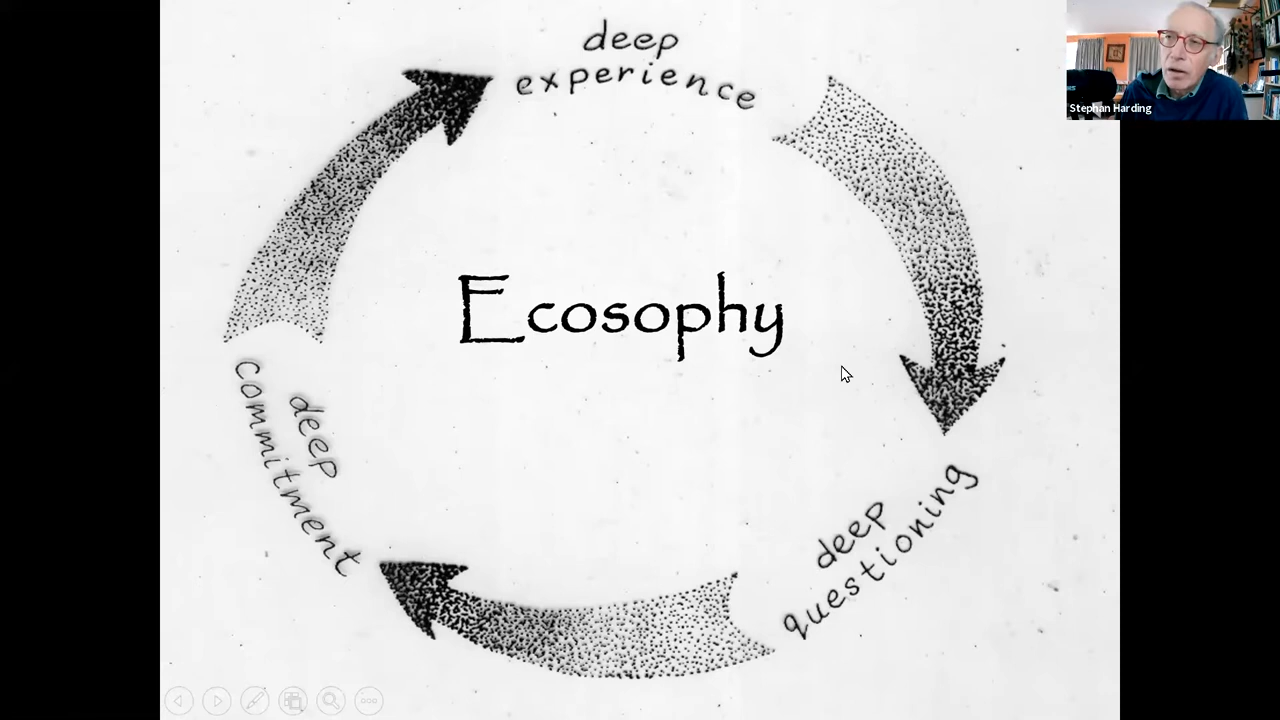 deep
experience
Stephan Harding
Ecosophy
deep
commitment
deep
questioning